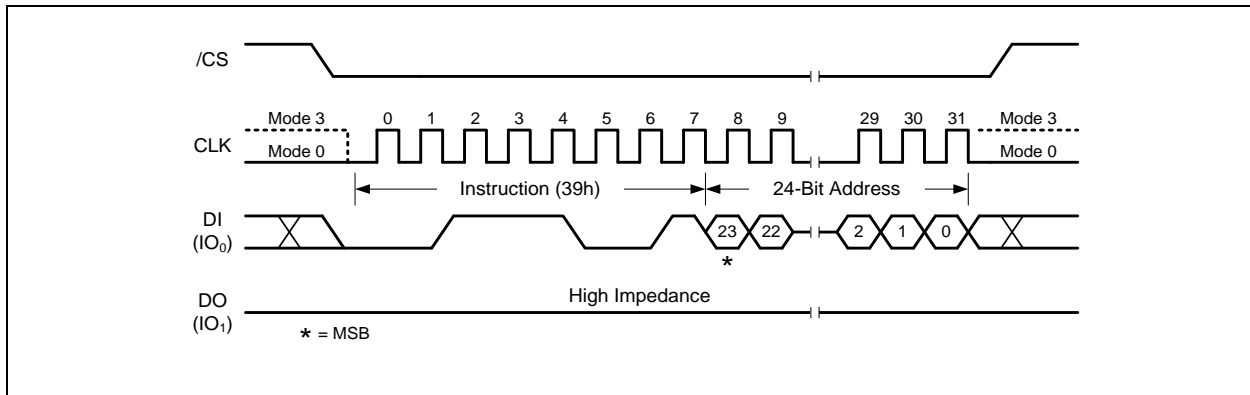 /CS
Mode 3 0 1 2 3 4 5 6 7 8 9 29 30 31 Mode 3
CLK
Mode 0 Mode 0
Instruction (39h) 24-Bit Address
DI
(IO₀)
23 22 2 1 0
*
High Impedance
DO
(IO₁)
* = MSB